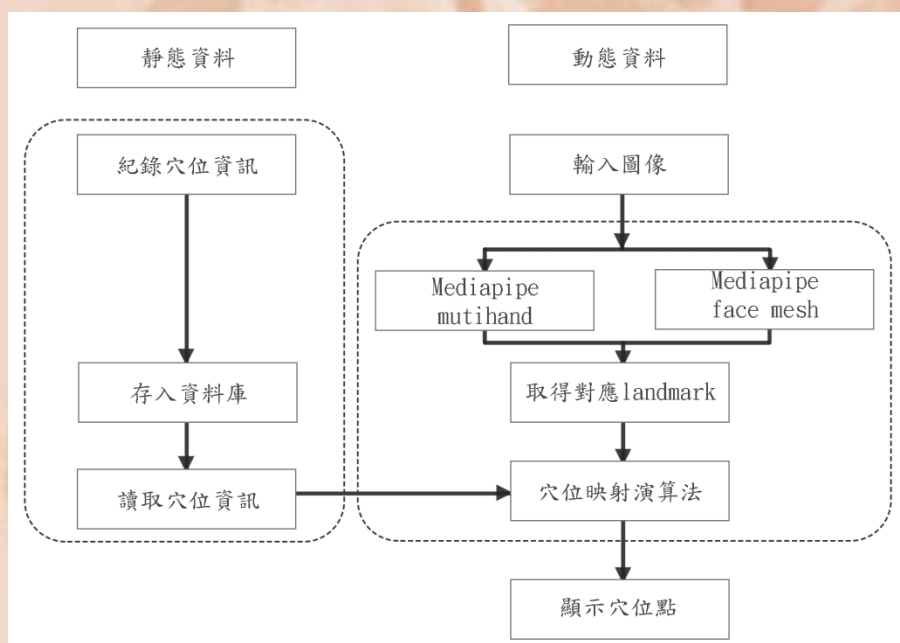 靜態資料
動態資料
紀錄穴位資訊
輸入圖像
Mediapipe
mutihand
Mediapipe
face mesh
存入資料庫
取得對應landmark
讀取穴位資訊
穴位映射演算法
顯示穴位點